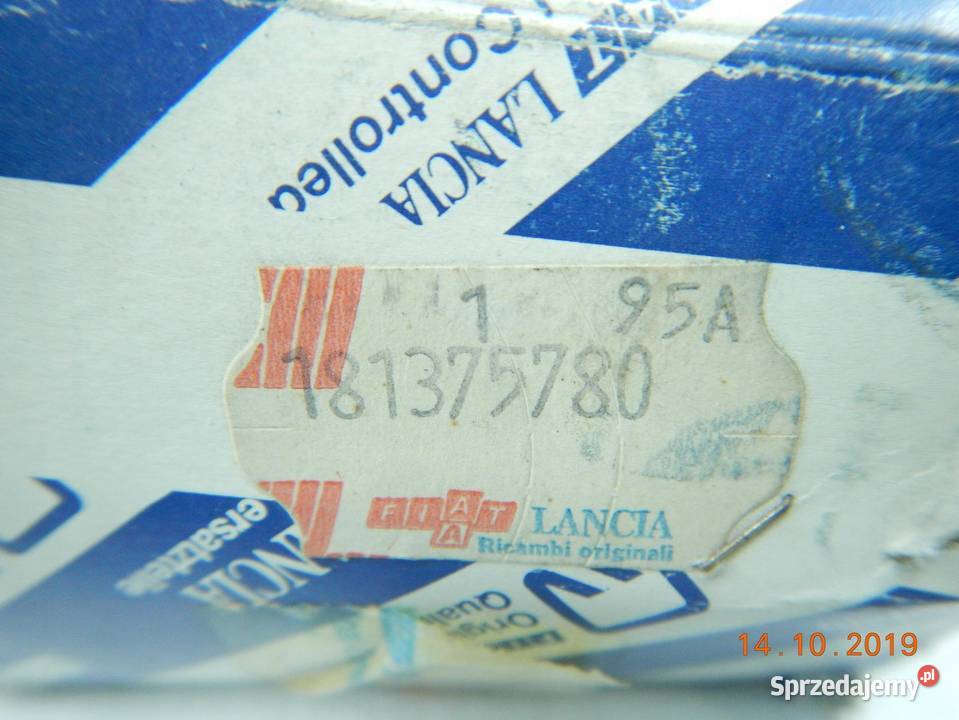 LANCIA
Controlled
1 95A
181375780
FIAT
LANCIA
Ricambi originali
14.10.2019
Sprzedajemy.pl